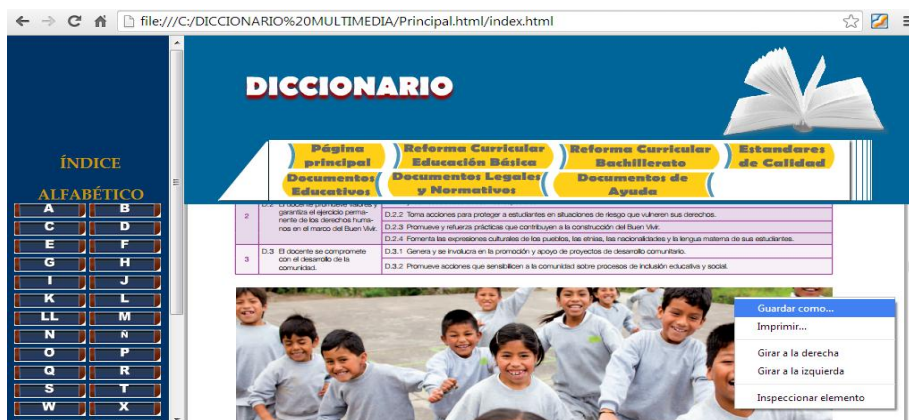 file:///C:/DICCIONARIO%20MULTIMEDIA/Principal.html/index.html
DICCIONARIO
Página principal
Reforma Curricular Educación Básica
Reforma Curricular Bachillerato
Estandares de Calidad
Documentos Educativos
Documentos Legales y Normativos
Documentos de Ayuda
ÍNDICE
ALFABÉTICO
A B
C D
E F
G H
I J
K L
LL M
N Ñ
O P
Q R
S T
W X
2
garantiza el ejercicio perma-
nente de los derechos huma-
nos en el marco del Buen Vivir.
D.2.2 Toma acciones para proteger a estudiantes en situaciones de riesgo que vulneren sus derechos.
D.2.3 Promueve y refuerza prácticas que contribuyen a la construcción del Buen Vivir.
D.2.4 Fomenta las expresiones culturales de los pueblos, las etnias, las nacionalidades y la lengua materna de sus estudiantes.
3
D.3 El docente se compromete
con el desarrollo de la
comunidad.
D.3.1 Genera y se involucra en la promoción y apoyo de proyectos de desarrollo comunitario.
D.3.2 Promueve acciones que sensibilicen a la comunidad sobre procesos de inclusión educativa y social.
Guardar como...
Imprimir...
Girar a la derecha
Girar a la izquierda
Inspeccionar elemento